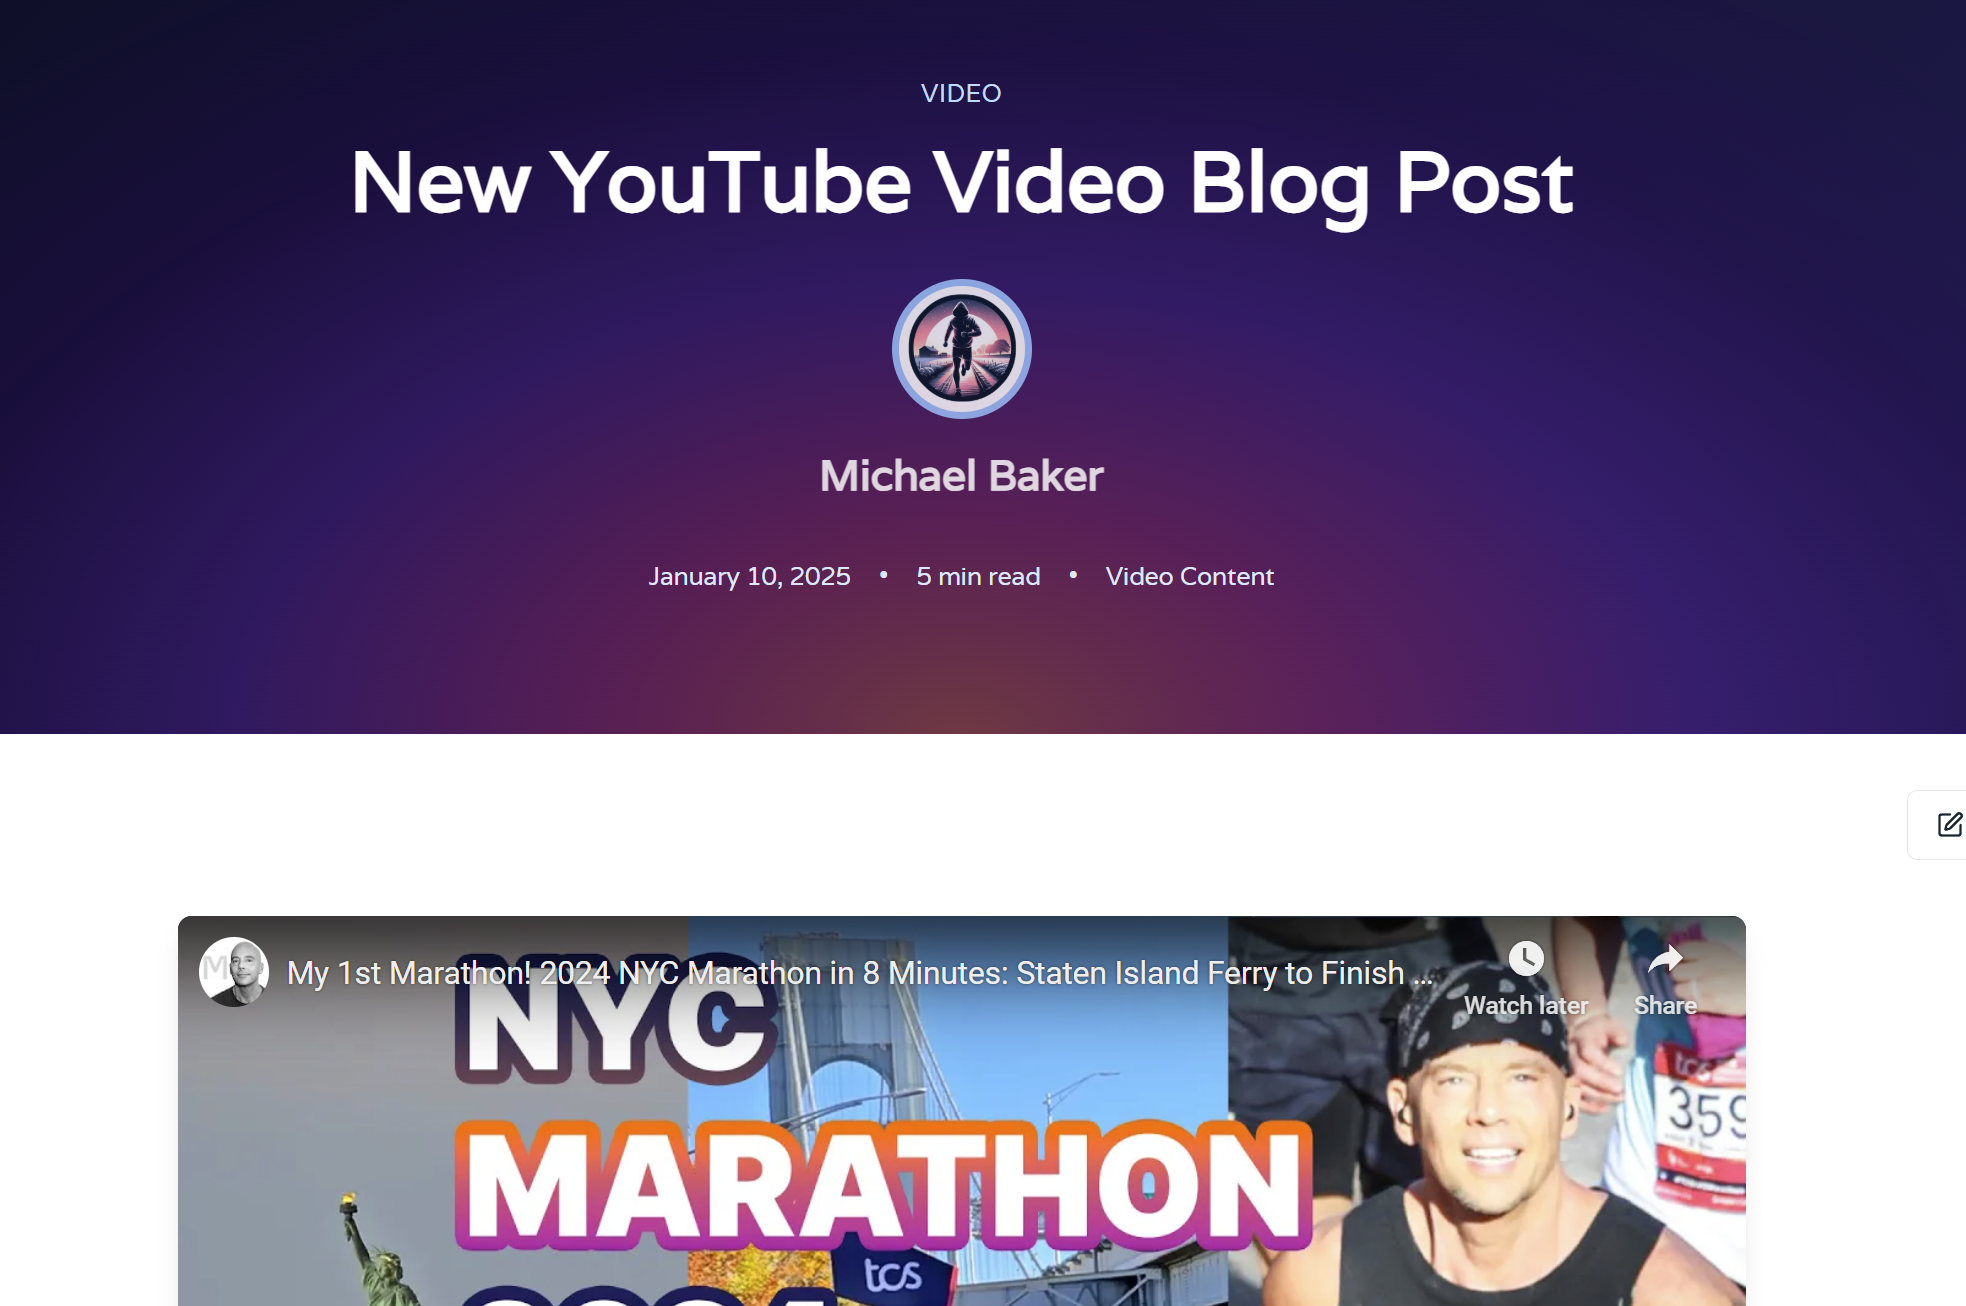 VIDEO
New YouTube Video Blog Post
Michael Baker
January 10, 2025 • 5 min read • Video Content
My 1st Marathon! 2024 NYC Marathon in 8 Minutes: Staten Island Ferry to Finish ...
Watch later
Share
NYC
MARATHON
tcs
tcs
359